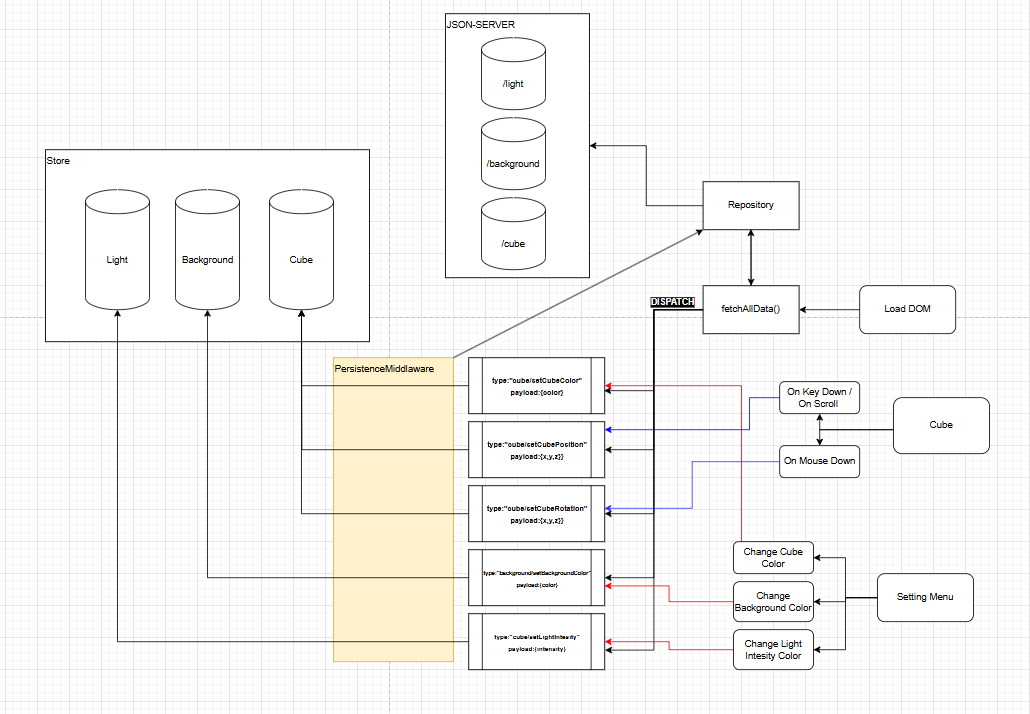 JSON-SERVER
/light
/background
/cube
Store
Light
Background
Cube
Repository
DISPATCH
fetchAllData()
Load DOM
PersistenceMiddlaware
type:"cube/setCubeColor"
payload:{color}
type:"cube/setCubePosition"
payload:{x,y,z}}
type:"cube/setCubeRotation"
payload:{x,y,z}}
type:"background/setBackgroundColor"
payload:{color}
type:"cube/setLightIntesity"
payload:{intensity}
On Key Down /
On Scroll
On Mouse Down
Cube
Change Cube
Color
Change
Background Color
Change Light
Intesity Color
Setting Menu